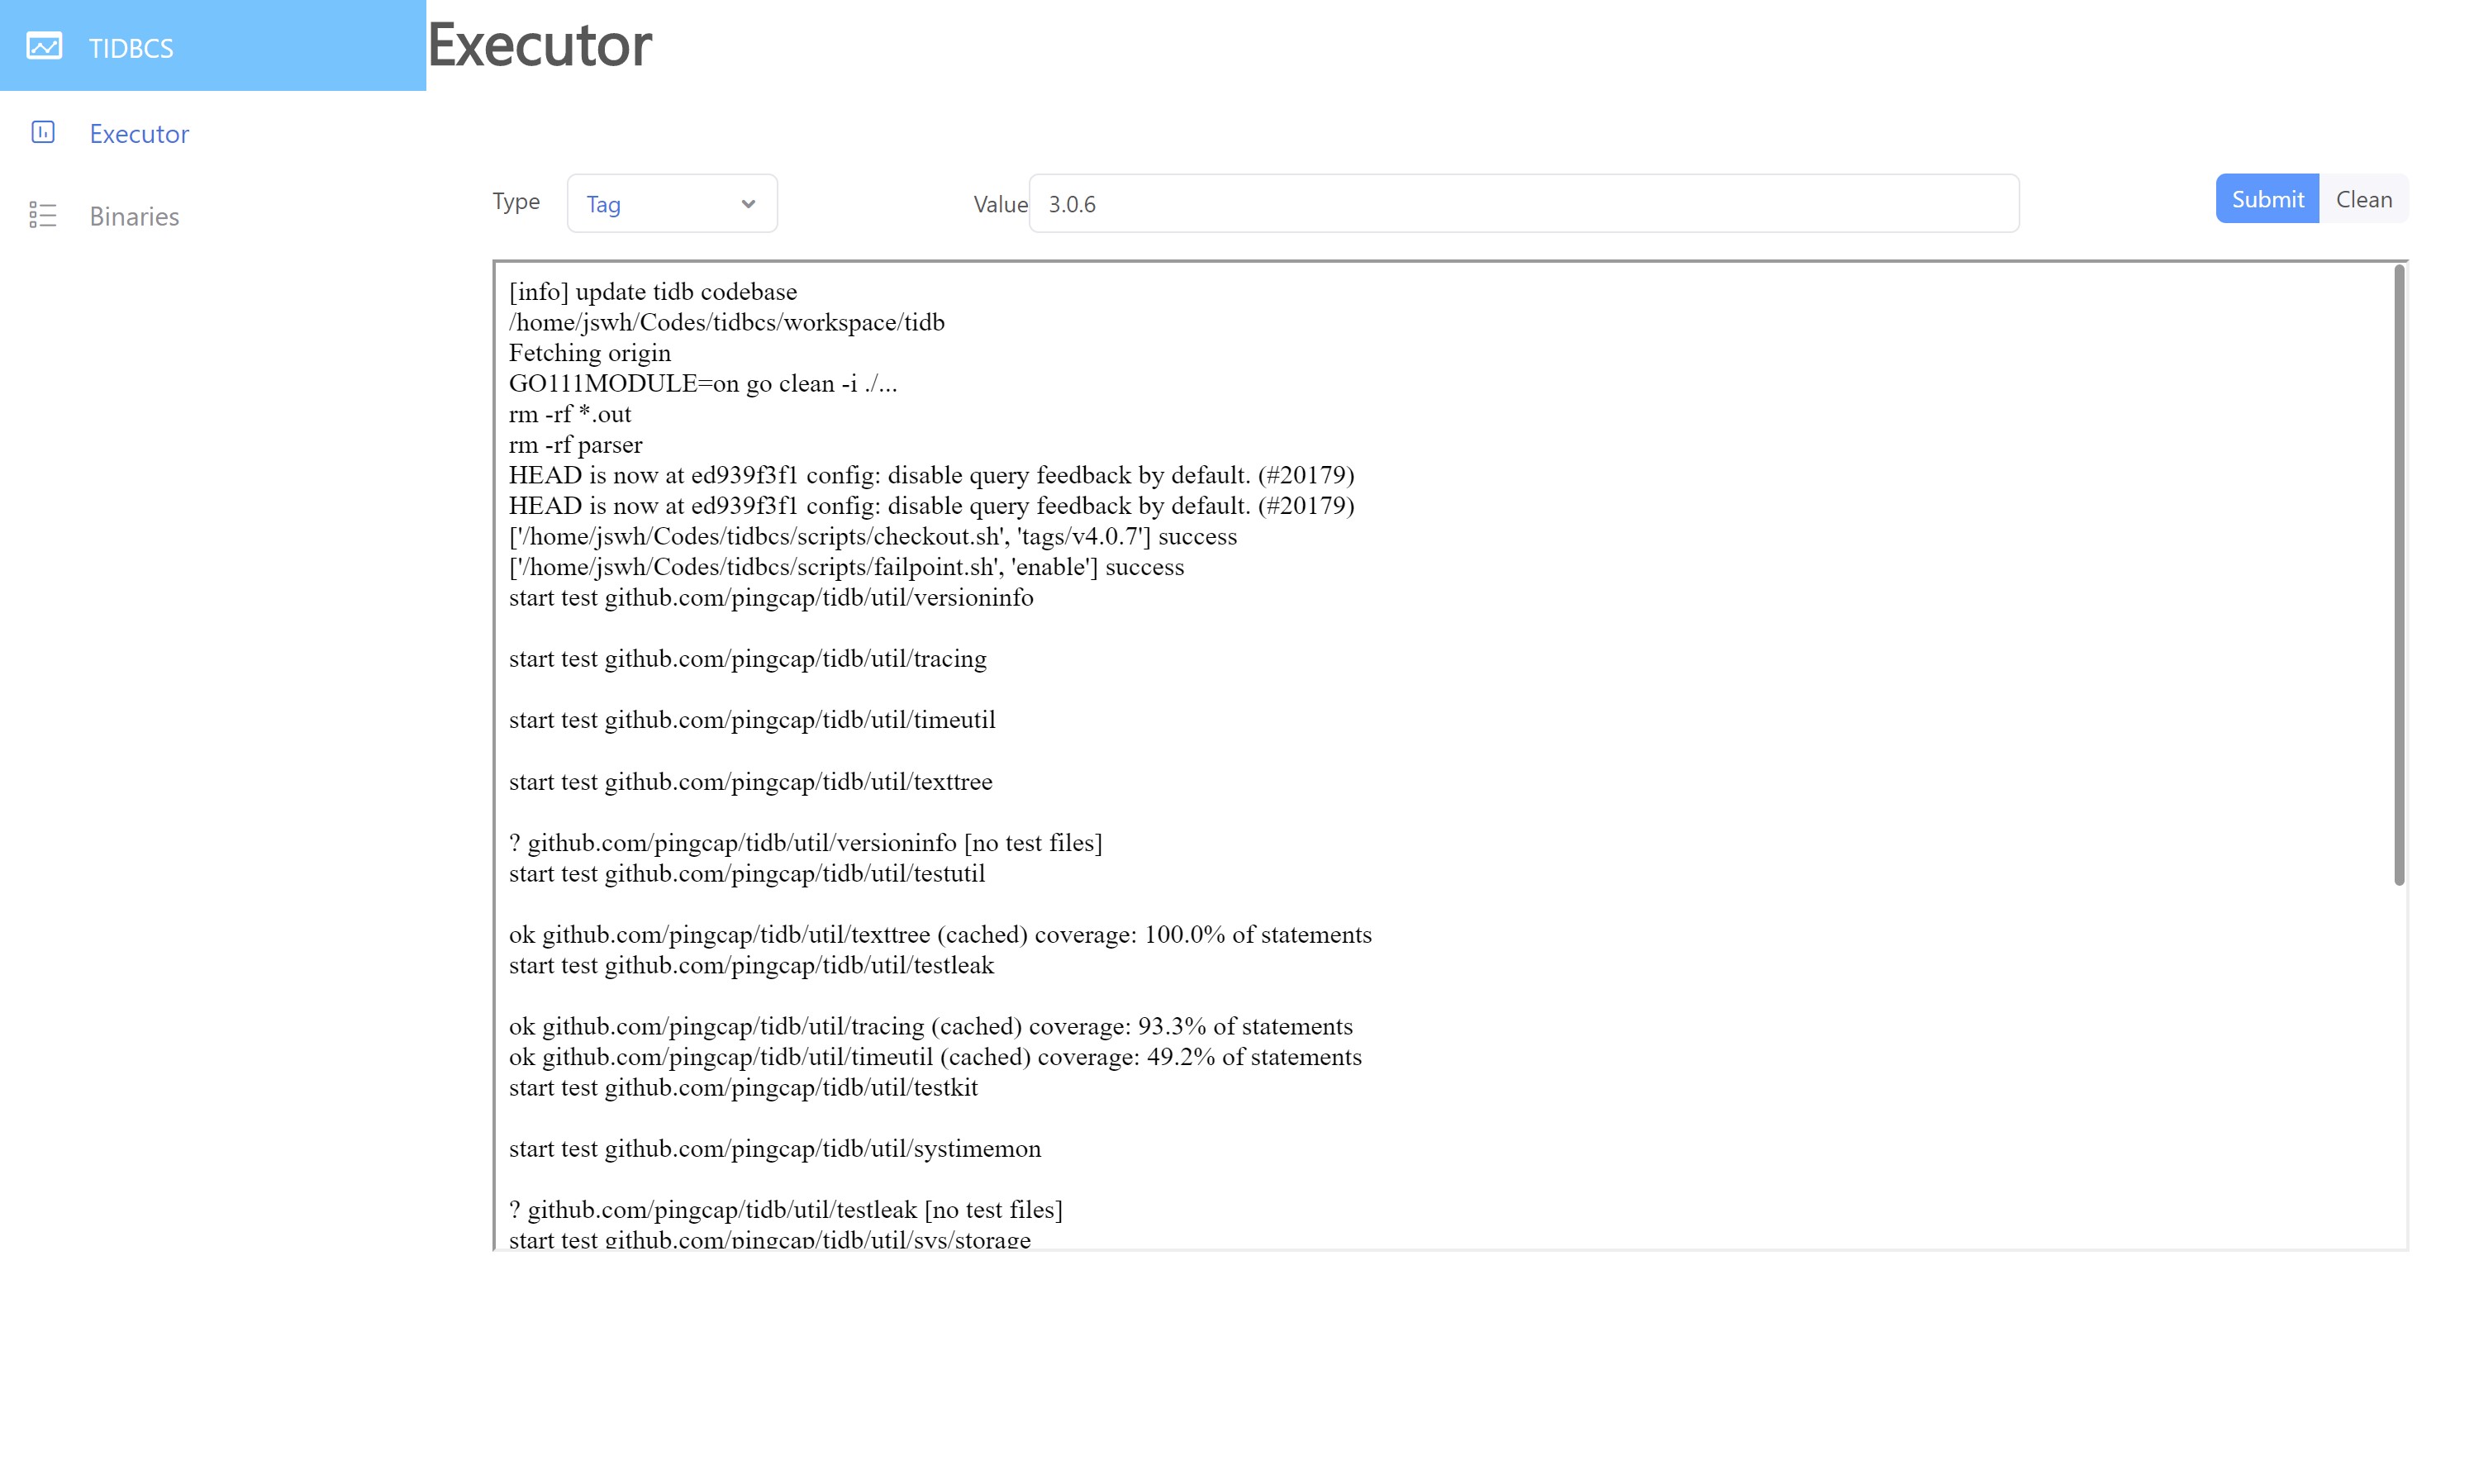 TIDBCS
Executor
Executor
Binaries
Type
Tag
Value
3.0.6
Submit
Clean
[info] update tidb codebase
/home/jswh/Codes/tidbcs/workspace/tidb
Fetching origin
GO111MODULE=on go clean -i ./...
rm -rf *.out
rm -rf parser
HEAD is now at ed939f3f1 config: disable query feedback by default. (#20179)
HEAD is now at ed939f3f1 config: disable query feedback by default. (#20179)
['/home/jswh/Codes/tidbcs/scripts/checkout.sh', 'tags/v4.0.7'] success
['/home/jswh/Codes/tidbcs/scripts/failpoint.sh', 'enable'] success
start test github.com/pingcap/tidb/util/versioninfo
start test github.com/pingcap/tidb/util/tracing
start test github.com/pingcap/tidb/util/timeutil
start test github.com/pingcap/tidb/util/texttree
? github.com/pingcap/tidb/util/versioninfo [no test files]
start test github.com/pingcap/tidb/util/testutil
ok github.com/pingcap/tidb/util/texttree (cached) coverage: 100.0% of statements
start test github.com/pingcap/tidb/util/testleak
ok github.com/pingcap/tidb/util/tracing (cached) coverage: 93.3% of statements
ok github.com/pingcap/tidb/util/timeutil (cached) coverage: 49.2% of statements
start test github.com/pingcap/tidb/util/testkit
start test github.com/pingcap/tidb/util/systimemon
? github.com/pingcap/tidb/util/testleak [no test files]
start test github.com/pingcap/tidb/util/sys/storage